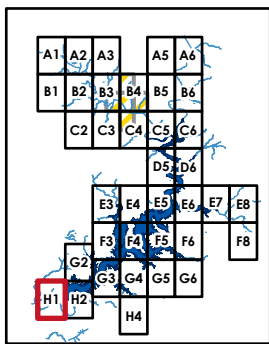 A1 A2 A3 A5 A6
B1 B2 B3 B4 B5 B6
C2 C3 C4 C5 C6
D5 D6
E3 E4 E5 E6 E7 E8
F3 F4 F5 F6 F8
G2
G3 G4 G5 G6
H1 H2
H4